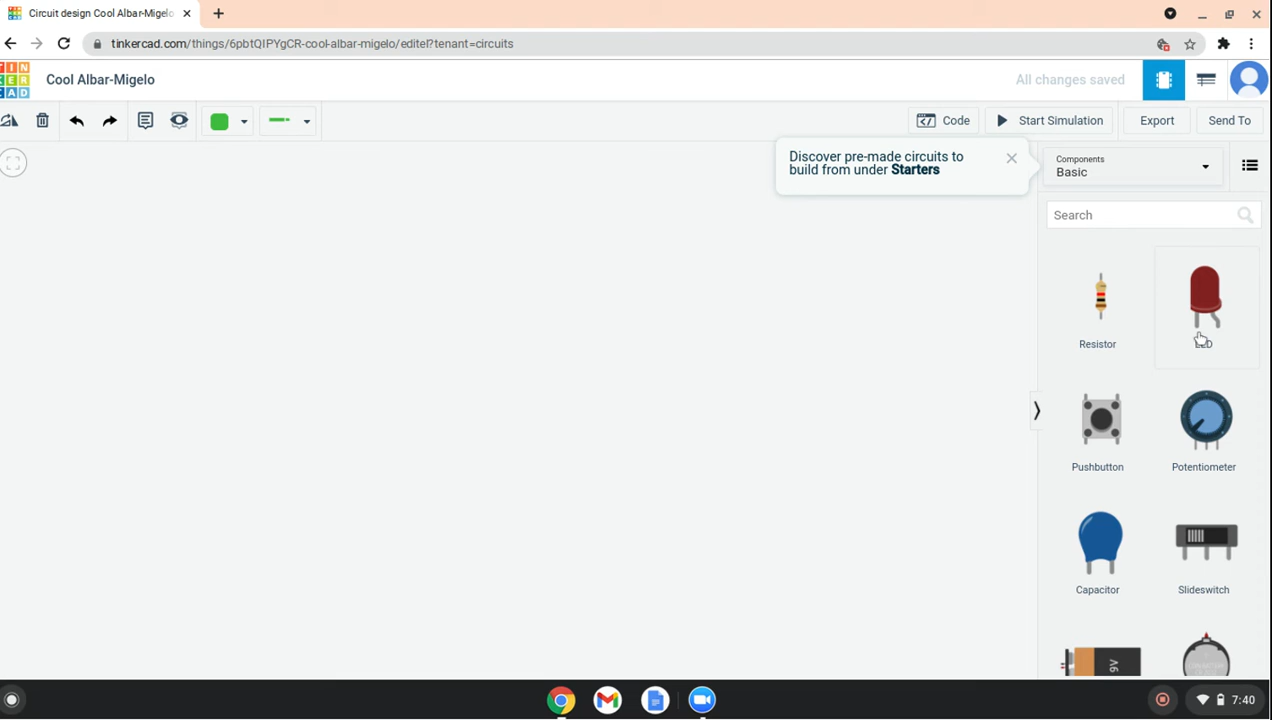 Circuit design Cool Albar-Migelo
tinkercad.com/things/6pbtQIPYgCR-cool-albar-migelo/editel?tenant=circuits
TIN
KER
CAD
Cool Albar-Migelo
All changes saved
Code
Start Simulation
Export
Send To
Discover pre-made circuits to
build from under Starters
Components
Basic
Search
Resistor
LED
Pushbutton
Potentiometer
Capacitor
Slideswitch
9V
7:40